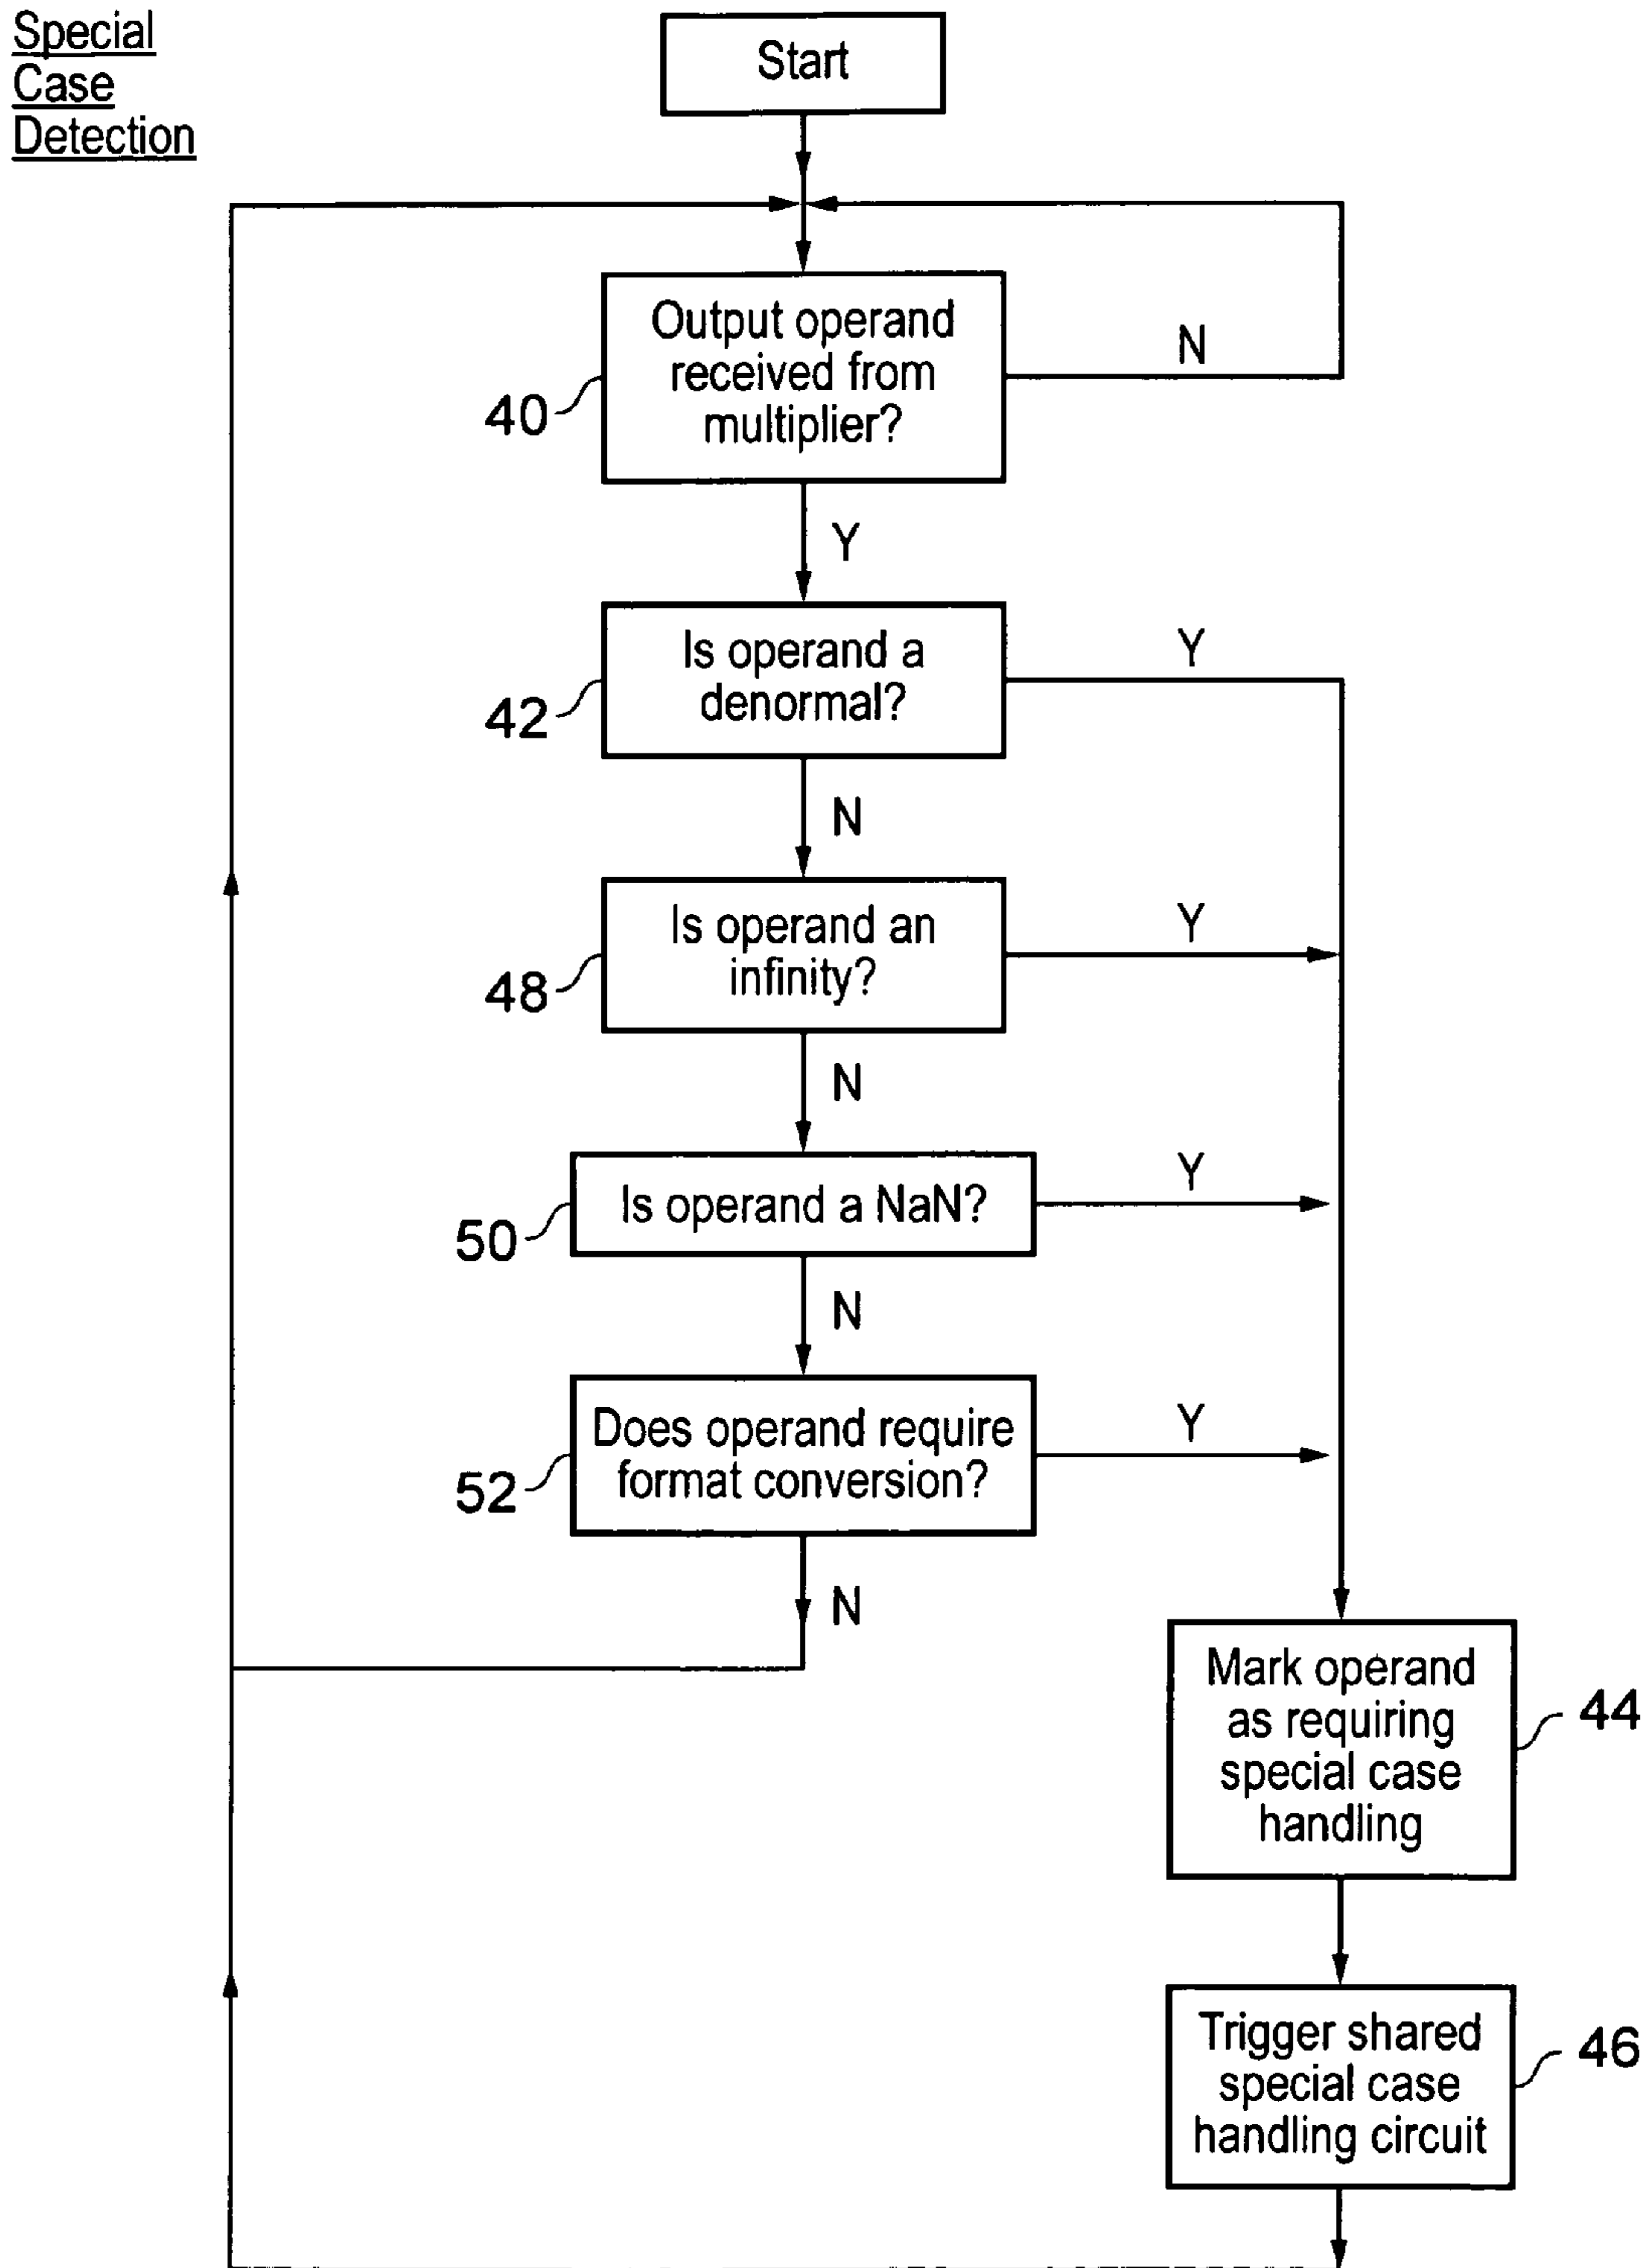 Special
Case
Detection
Start
Output operand
received from
multiplier?
40
N
Y
Is operand a
denormal?
42
Y
N
Is operand an
infinity?
48
Y
N
Is operand a NaN?
50
Y
N
Does operand require
format conversion?
52
Y
N
Mark operand
as requiring
special case
handling
44
Trigger shared
special case
handling circuit
46